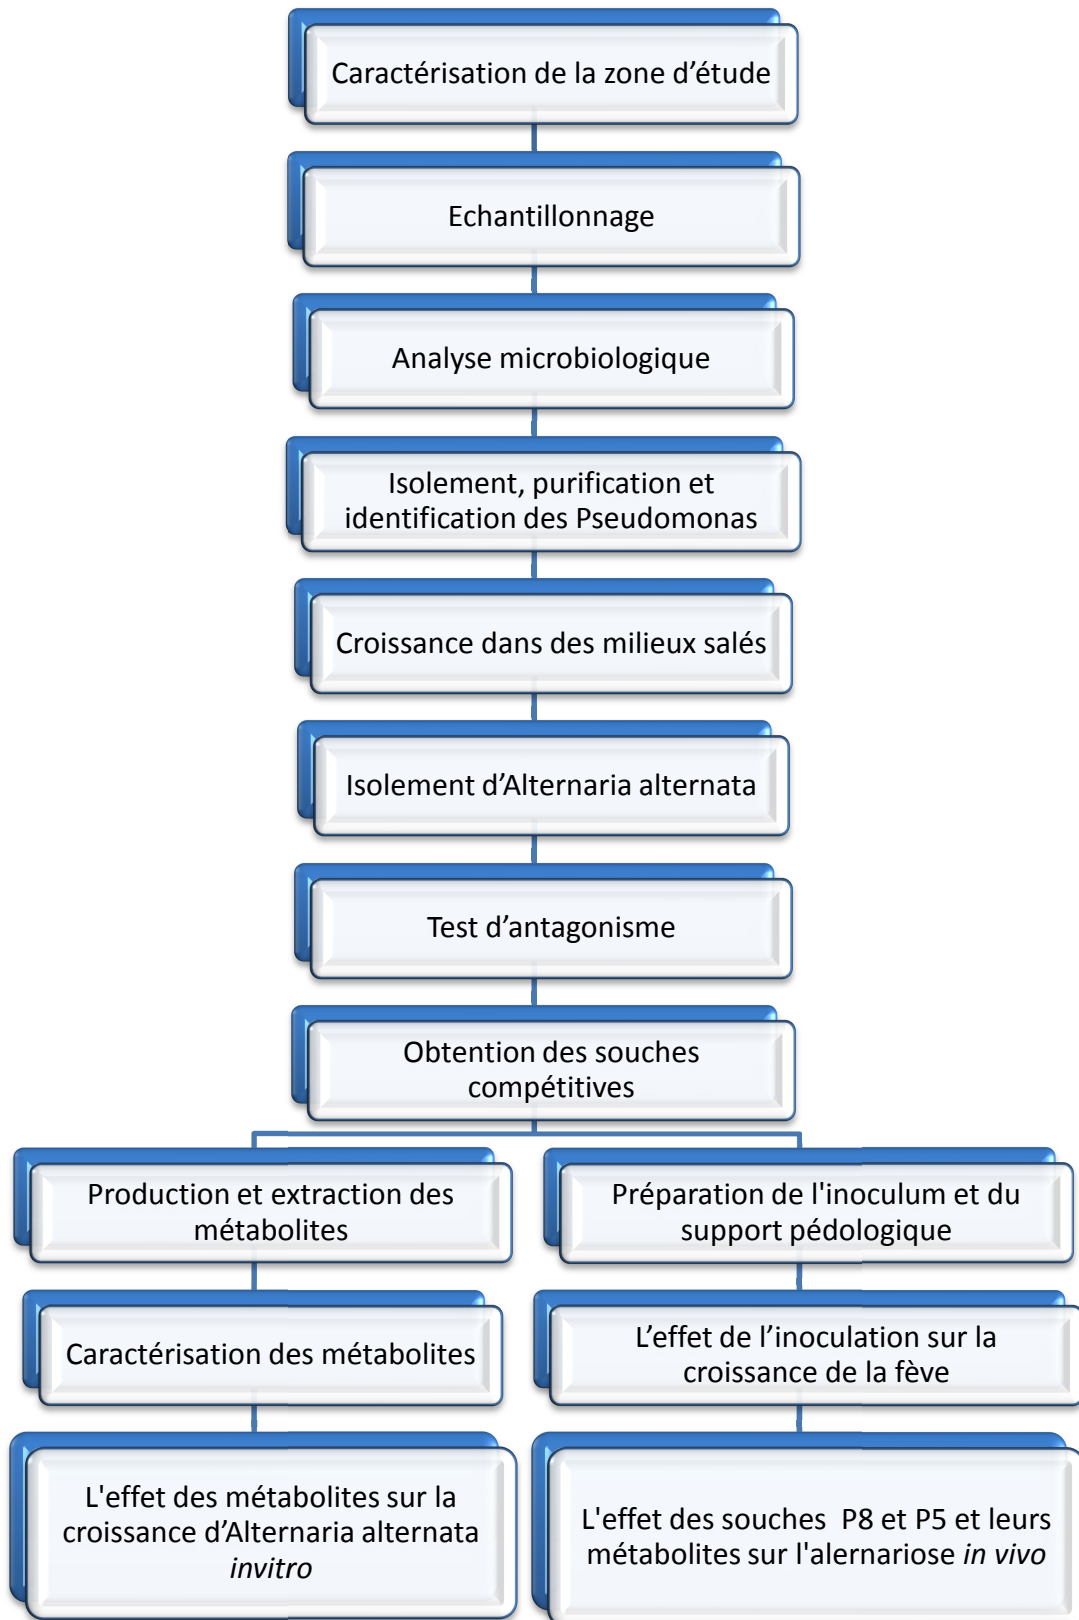 Caractérisation de la zone d’étude
Echantillonnage
Analyse microbiologique
Isolement, purification et
identification des Pseudomonas
Croissance dans des milieux salés
Isolement d’Alternaria alternata
Test d’antagonisme
Obtention des souches
compétitives
Production et extraction des
métabolites
Préparation de l'inoculum et du
support pédologique
Caractérisation des métabolites
L’effet de l’inoculation sur la
croissance de la fève
L'effet des métabolites sur la
croissance d’Alternaria alternata
invitro
L'effet des souches P8 et P5 et leurs
métabolites sur l'alernariose in vivo